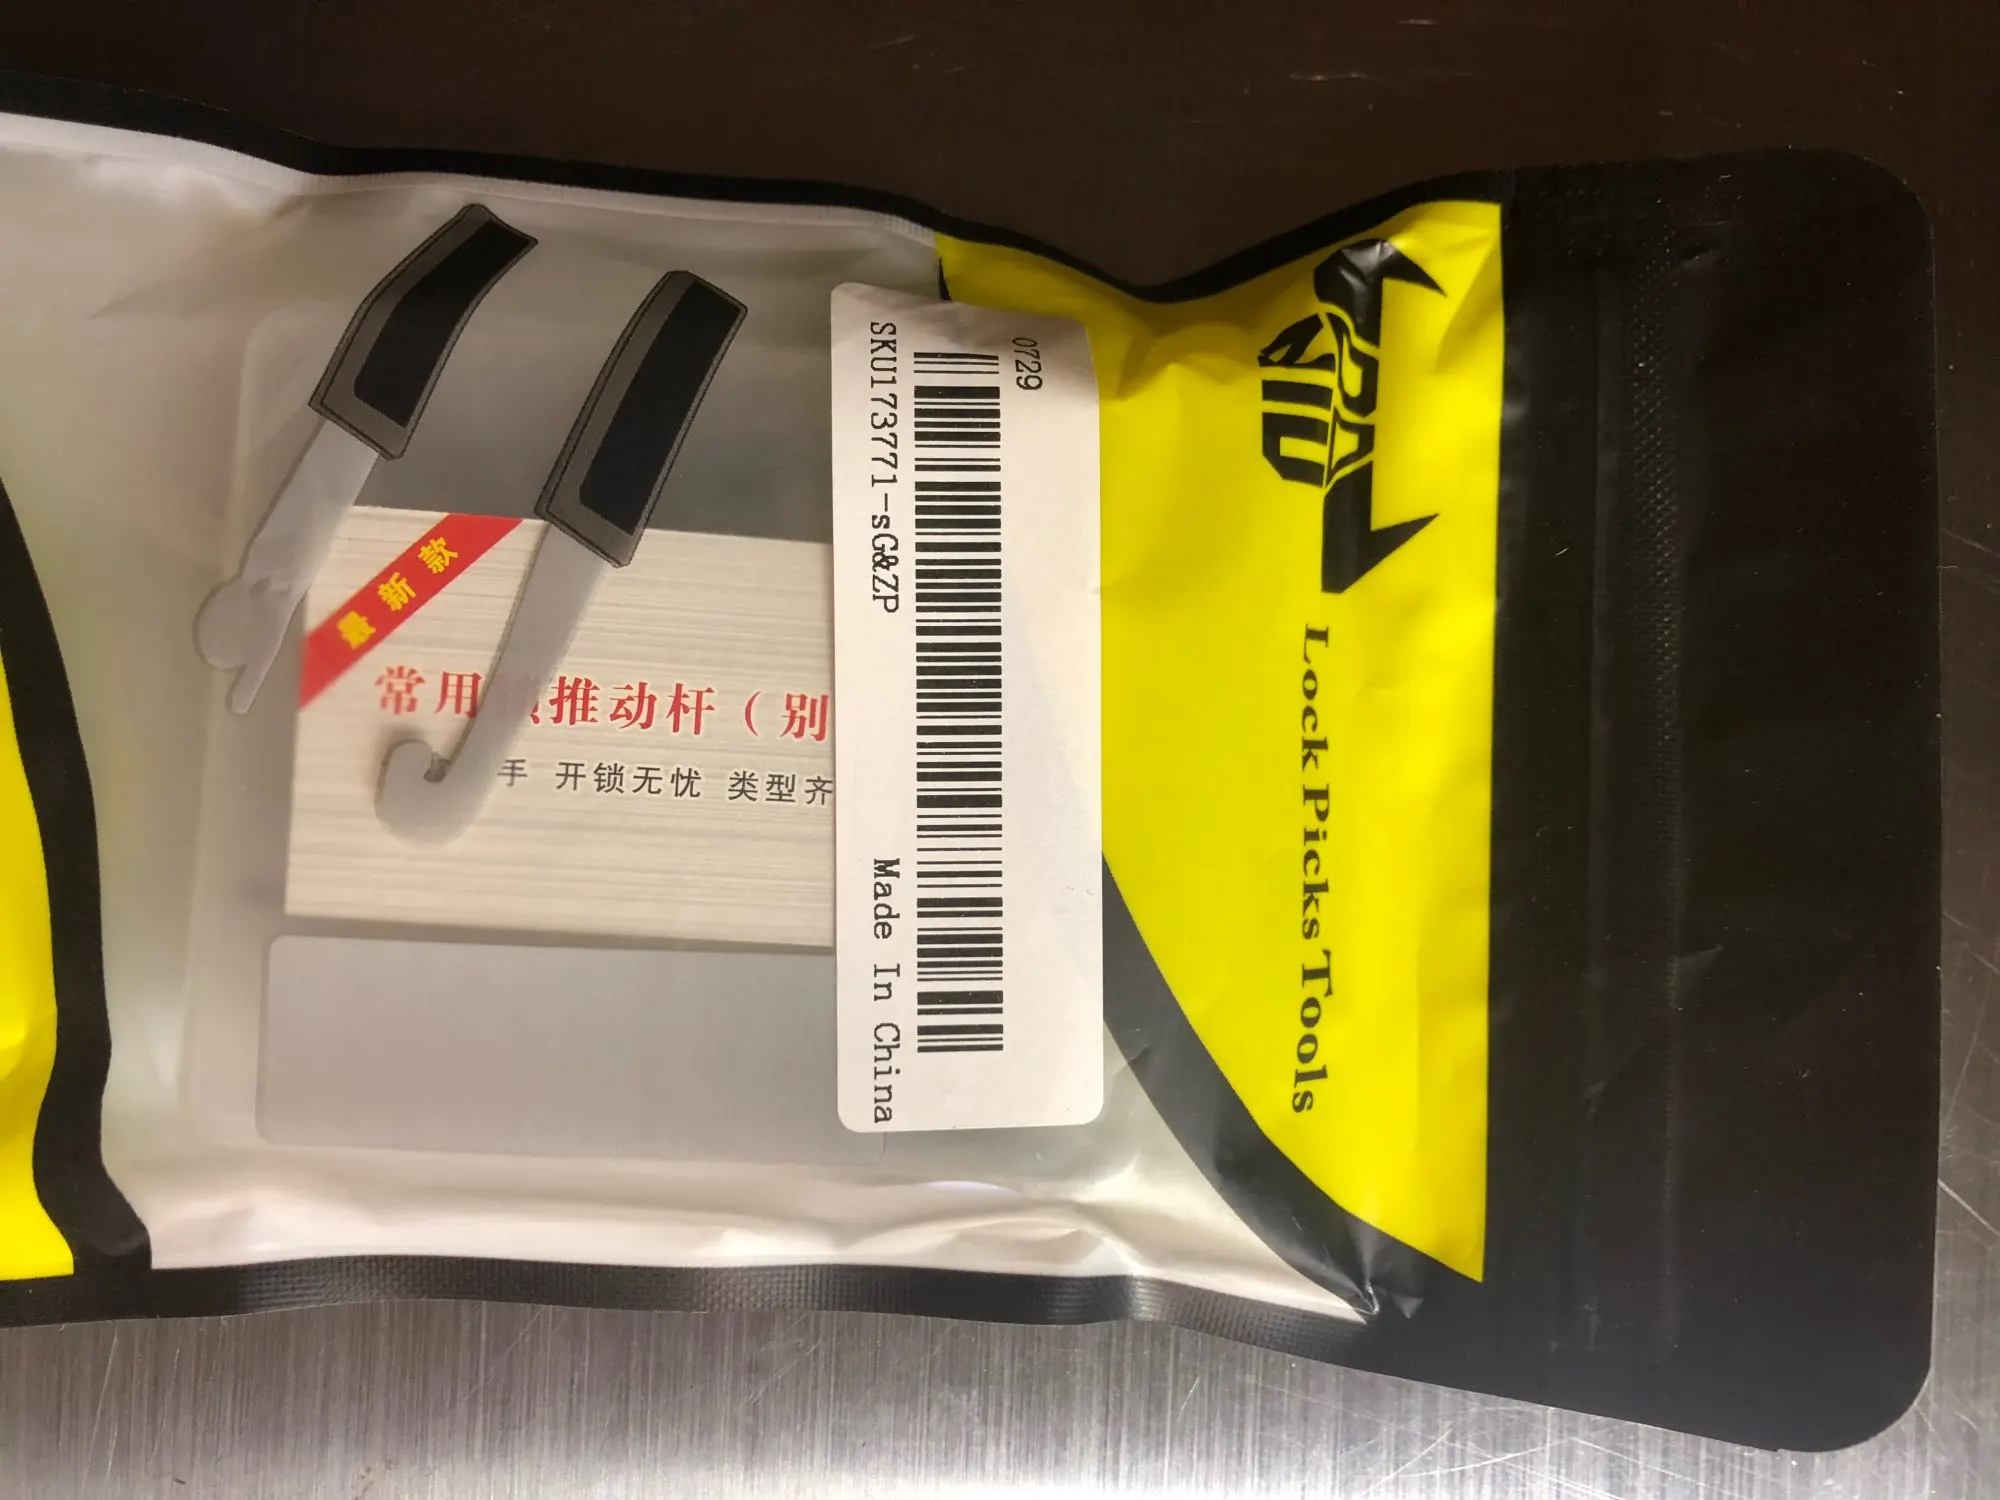 Lock Picks Tools
0729
SKU173771-sG&ZP
Made In China
最新款
常用 推动杆（别
手 开锁无忧 类型齐